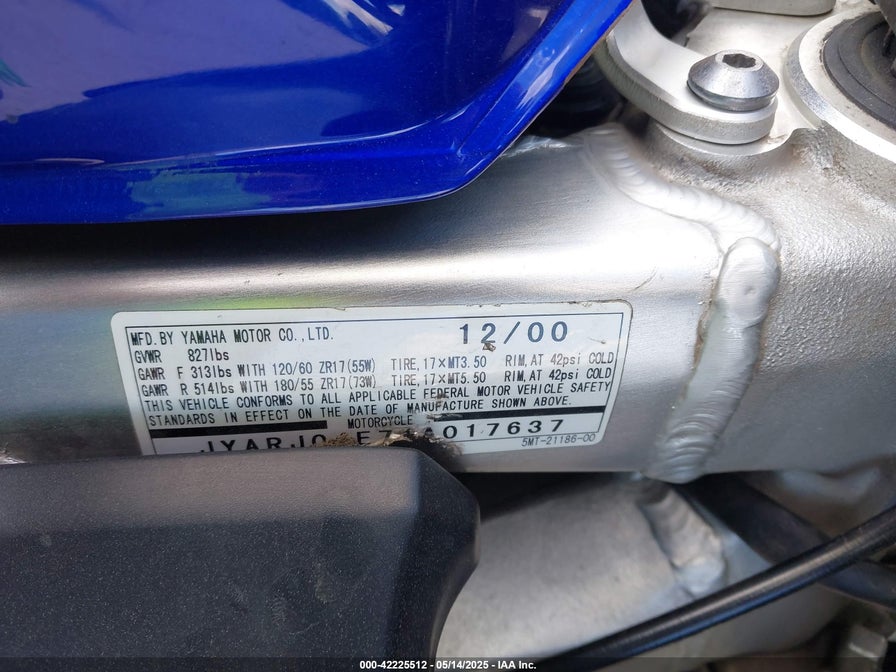 MFD. BY YAMAHA MOTOR CO., LTD. 12/00
GVWR 827lbs
GAWR F 313lbs WITH 120/60 ZR17(55W) TIRE, 17×MT3.50 RIM, AT 42psi COLD
GAWR R 514lbs WITH 180/55 ZR17(73W) TIRE, 17×MT5.50 RIM, AT 42psi COLD
THIS VEHICLE CONFORMS TO ALL APPLICABLE FEDERAL MOTOR VEHICLE SAFETY
STANDARDS IN EFFECT ON THE DATE OF MANUFACTURE SHOWN ABOVE.
MOTORCYCLE
017637
5MT-21186-00
000-42225512 | 05/14/2025 | IAA Inc.